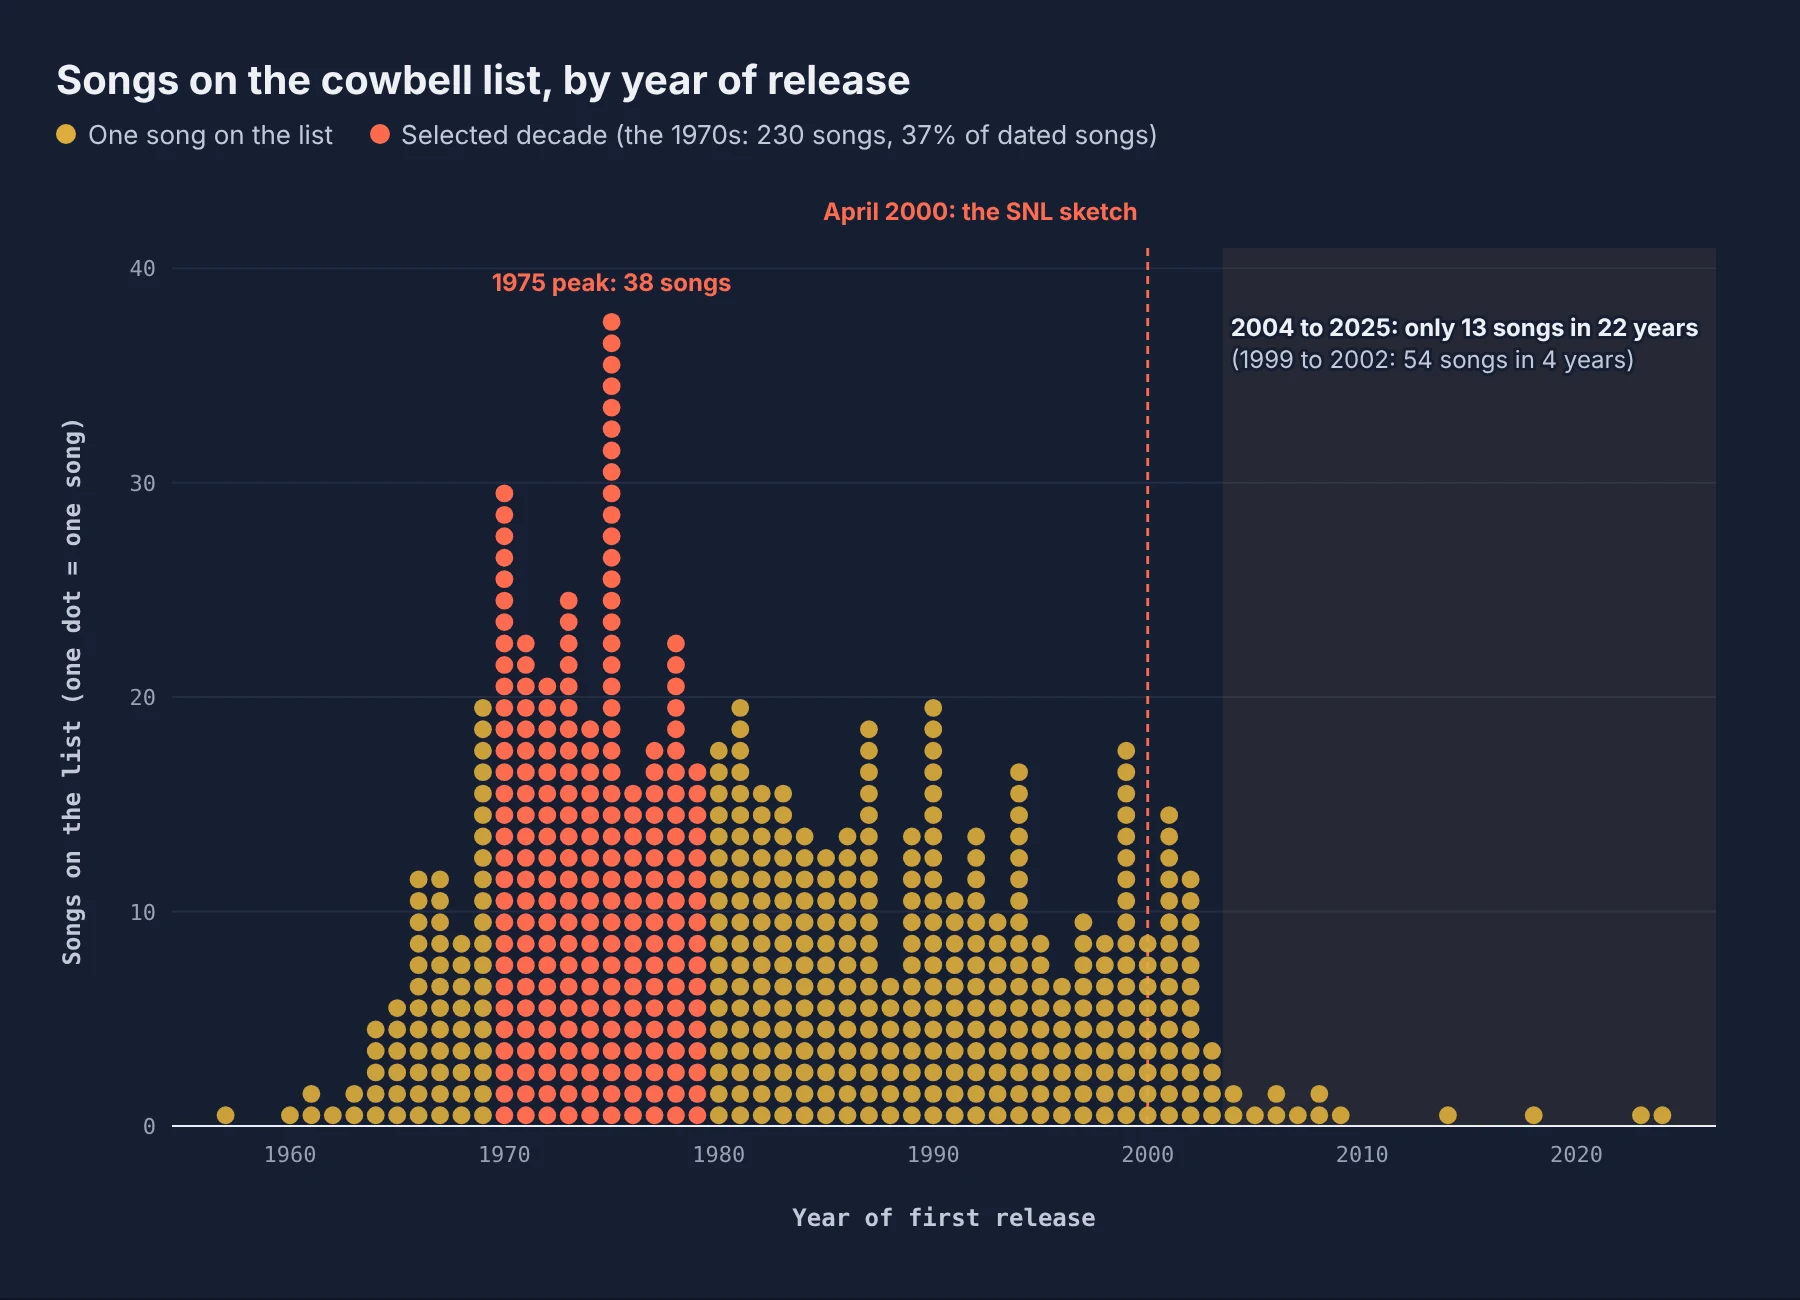 Songs on the cowbell list, by year of release
One song on the list
Selected decade (the 1970s: 230 songs, 37% of dated songs)
April 2000: the SNL sketch
1975 peak: 38 songs
2004 to 2025: only 13 songs in 22 years
(1999 to 2002: 54 songs in 4 years)
Songs on the list (one dot = one song)
40
30
20
10
0
1960
1970
1980
1990
2000
2010
2020
Year of first release